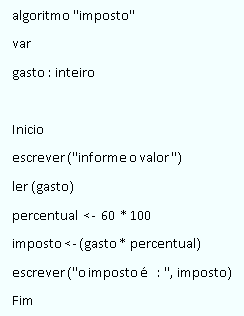 algoritmo "imposto"
var
gasto : inteiro
Inicio
escrever ("informe o valor ")
ler (gasto)
percentual <- 60 * 100
imposto <- (gasto * percentual)
escrever ("o imposto é : ", imposto)
Fim